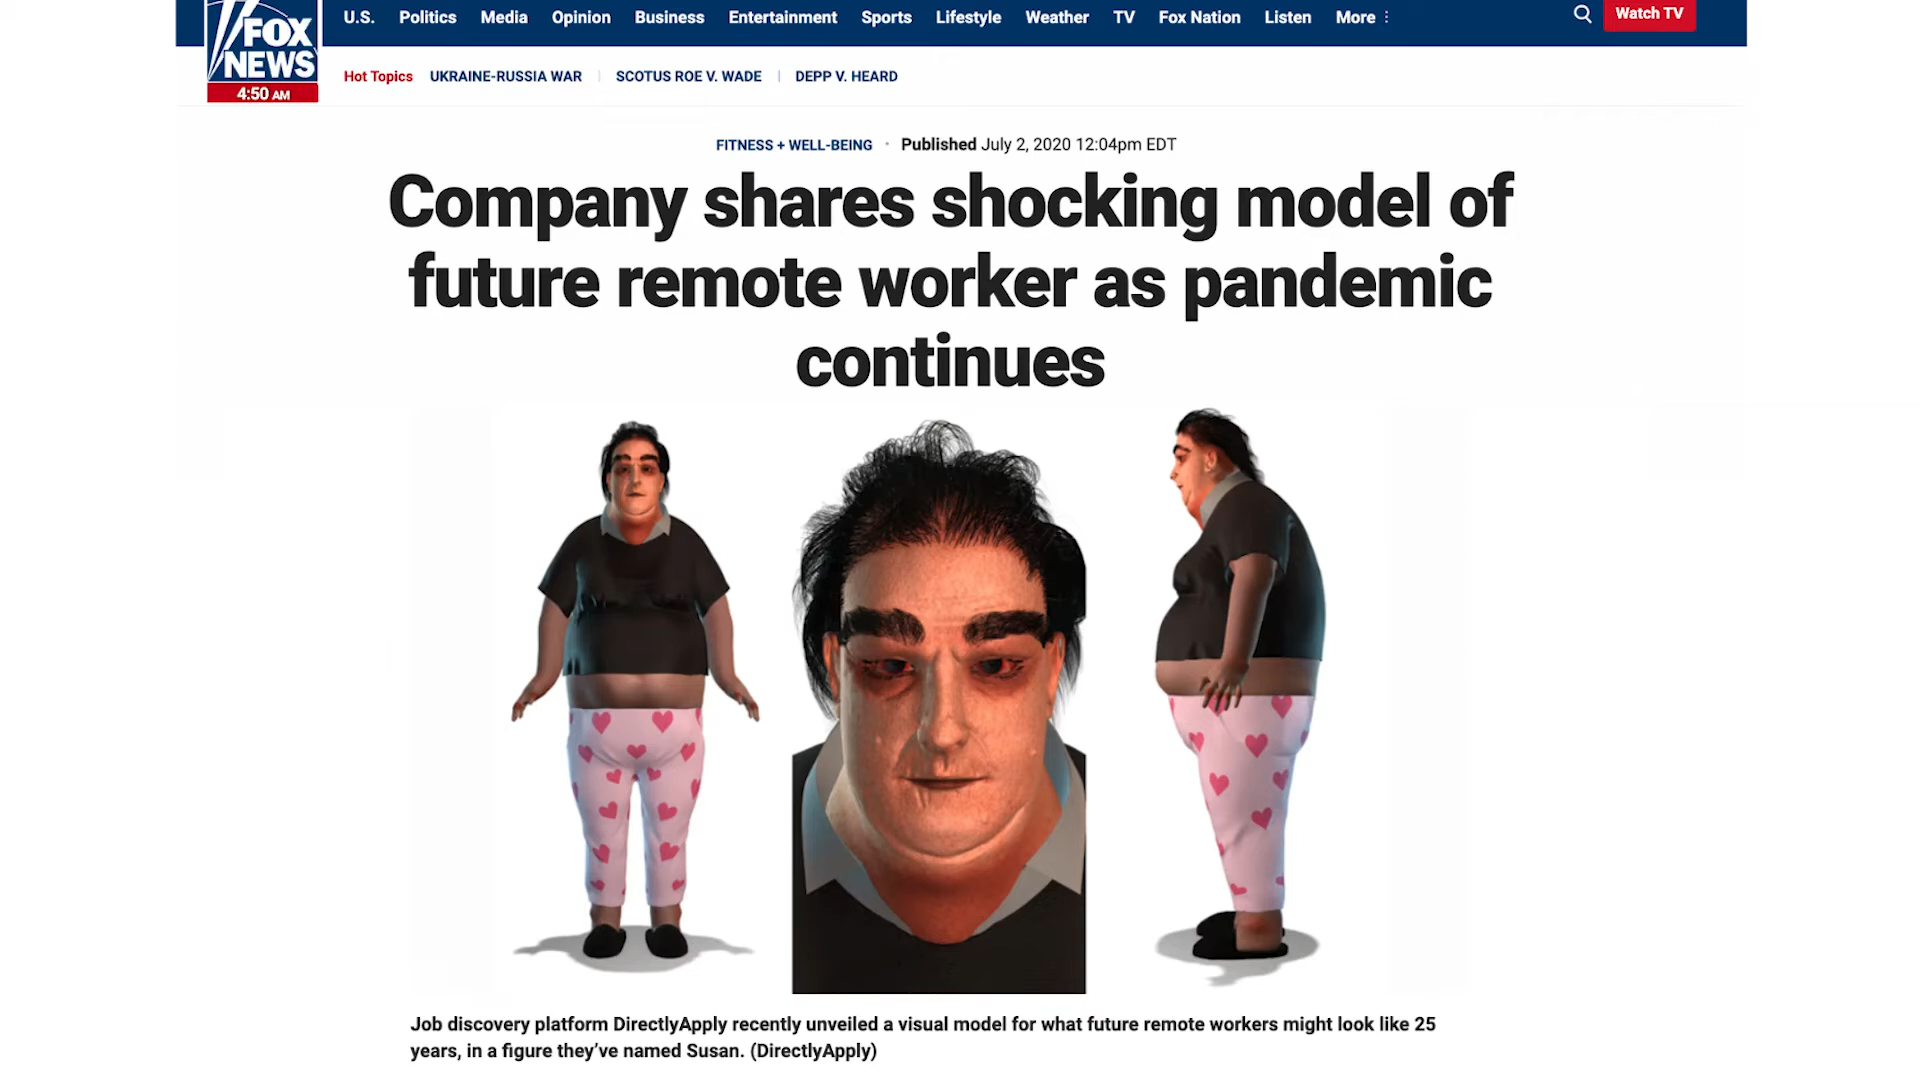 FOX
NEWS
4:50 AM
U.S. Politics Media Opinion Business Entertainment Sports Lifestyle Weather TV Fox Nation Listen More
Watch TV
Hot Topics UKRAINE-RUSSIA WAR SCOTUS ROE V. WADE DEPP V. HEARD
FITNESS + WELL-BEING · Published July 2, 2020 12:04pm EDT
Company shares shocking model of
future remote worker as pandemic
continues
Job discovery platform DirectlyApply recently unveiled a visual model for what future remote workers might look like 25
years, in a figure they’ve named Susan. (DirectlyApply)